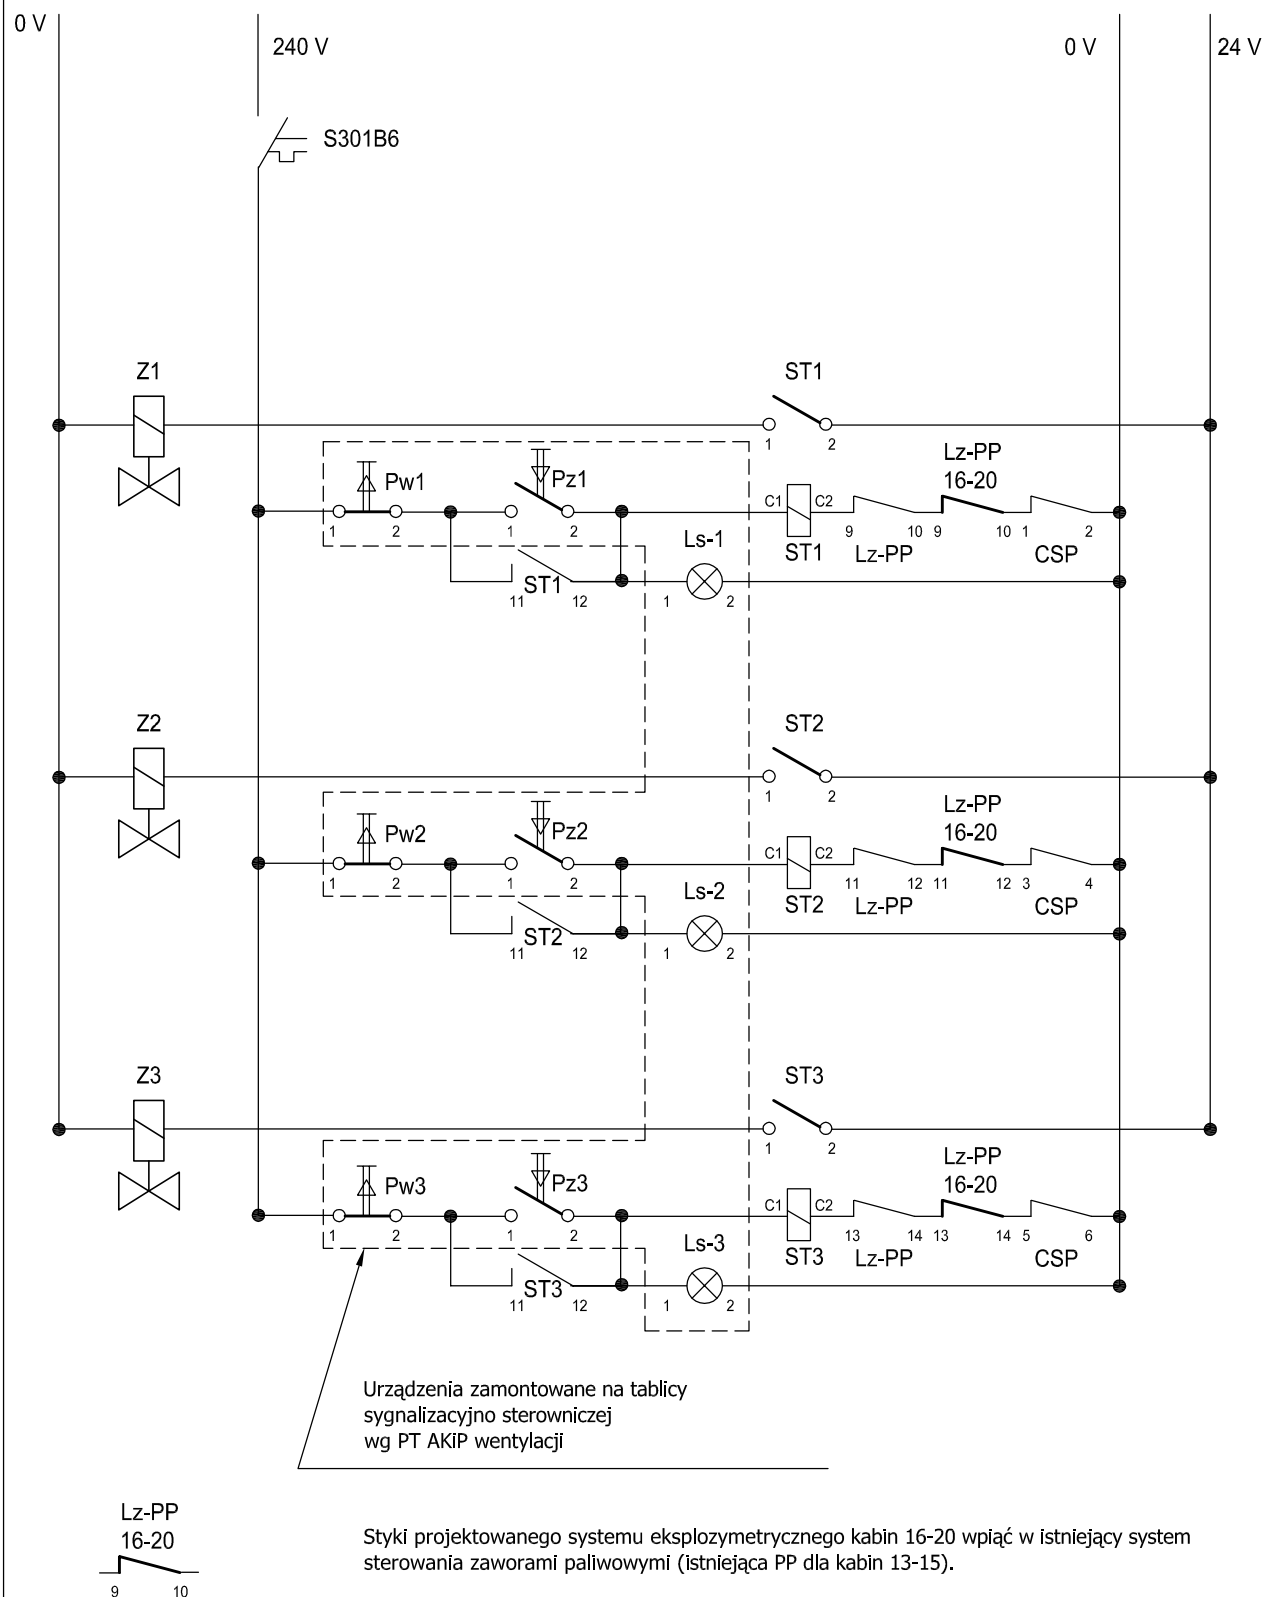 0 V
240 V
0 V
24 V
S301B6
Z1
ST1
1 2
Lz-PP
16-20
Pw1
Pz1
1 2 1 2
C1 C2
ST1
9 10 9 10 1 2
Lz-PP
CSP
Ls-1
ST1
11 12
1 2
Z2
ST2
1 2
Lz-PP
16-20
Pw2
Pz2
1 2 1 2
C1 C2
ST2
11 12 11 12 3 4
Lz-PP
CSP
Ls-2
ST2
11 12
1 2
Z3
ST3
1 2
Lz-PP
16-20
Pw3
Pz3
1 2 1 2
C1 C2
ST3
13 14 13 14 5 6
Lz-PP
CSP
Ls-3
ST3
11 12
1 2
Urządzenia zamontowane na tablicy
sygnalizacyjno sterowniczej
wg PT AKiP wentylacji
Lz-PP
16-20
9 10
Styki projektowanego systemu eksplozymetrycznego kabin 16-20 wpiąć w istniejący system
sterowania zaworami paliwowymi (istniejąca PP dla kabin 13-15).